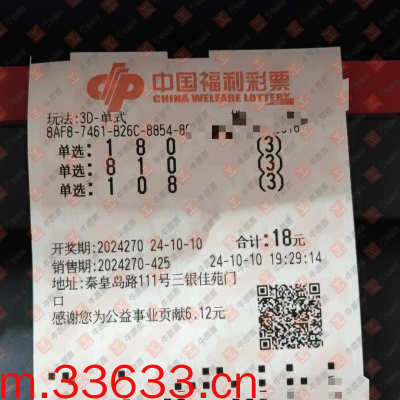 中国福利彩票
CHINA WELFARE LOTTERY
玩法:3D-单式
8AF8-7461-B26C-8854-
单选:1 8 0 (3)
单选:8 1 0 (3)
单选:1 0 8 (3)
开奖期:2024270 24-10-10 合计:18元
销售期:2024270-425 24-10-10 19:29:14
地址:秦皇岛路111号三银佳苑门
口
感谢您为公益事业贡献6.12元
m.33633.cn